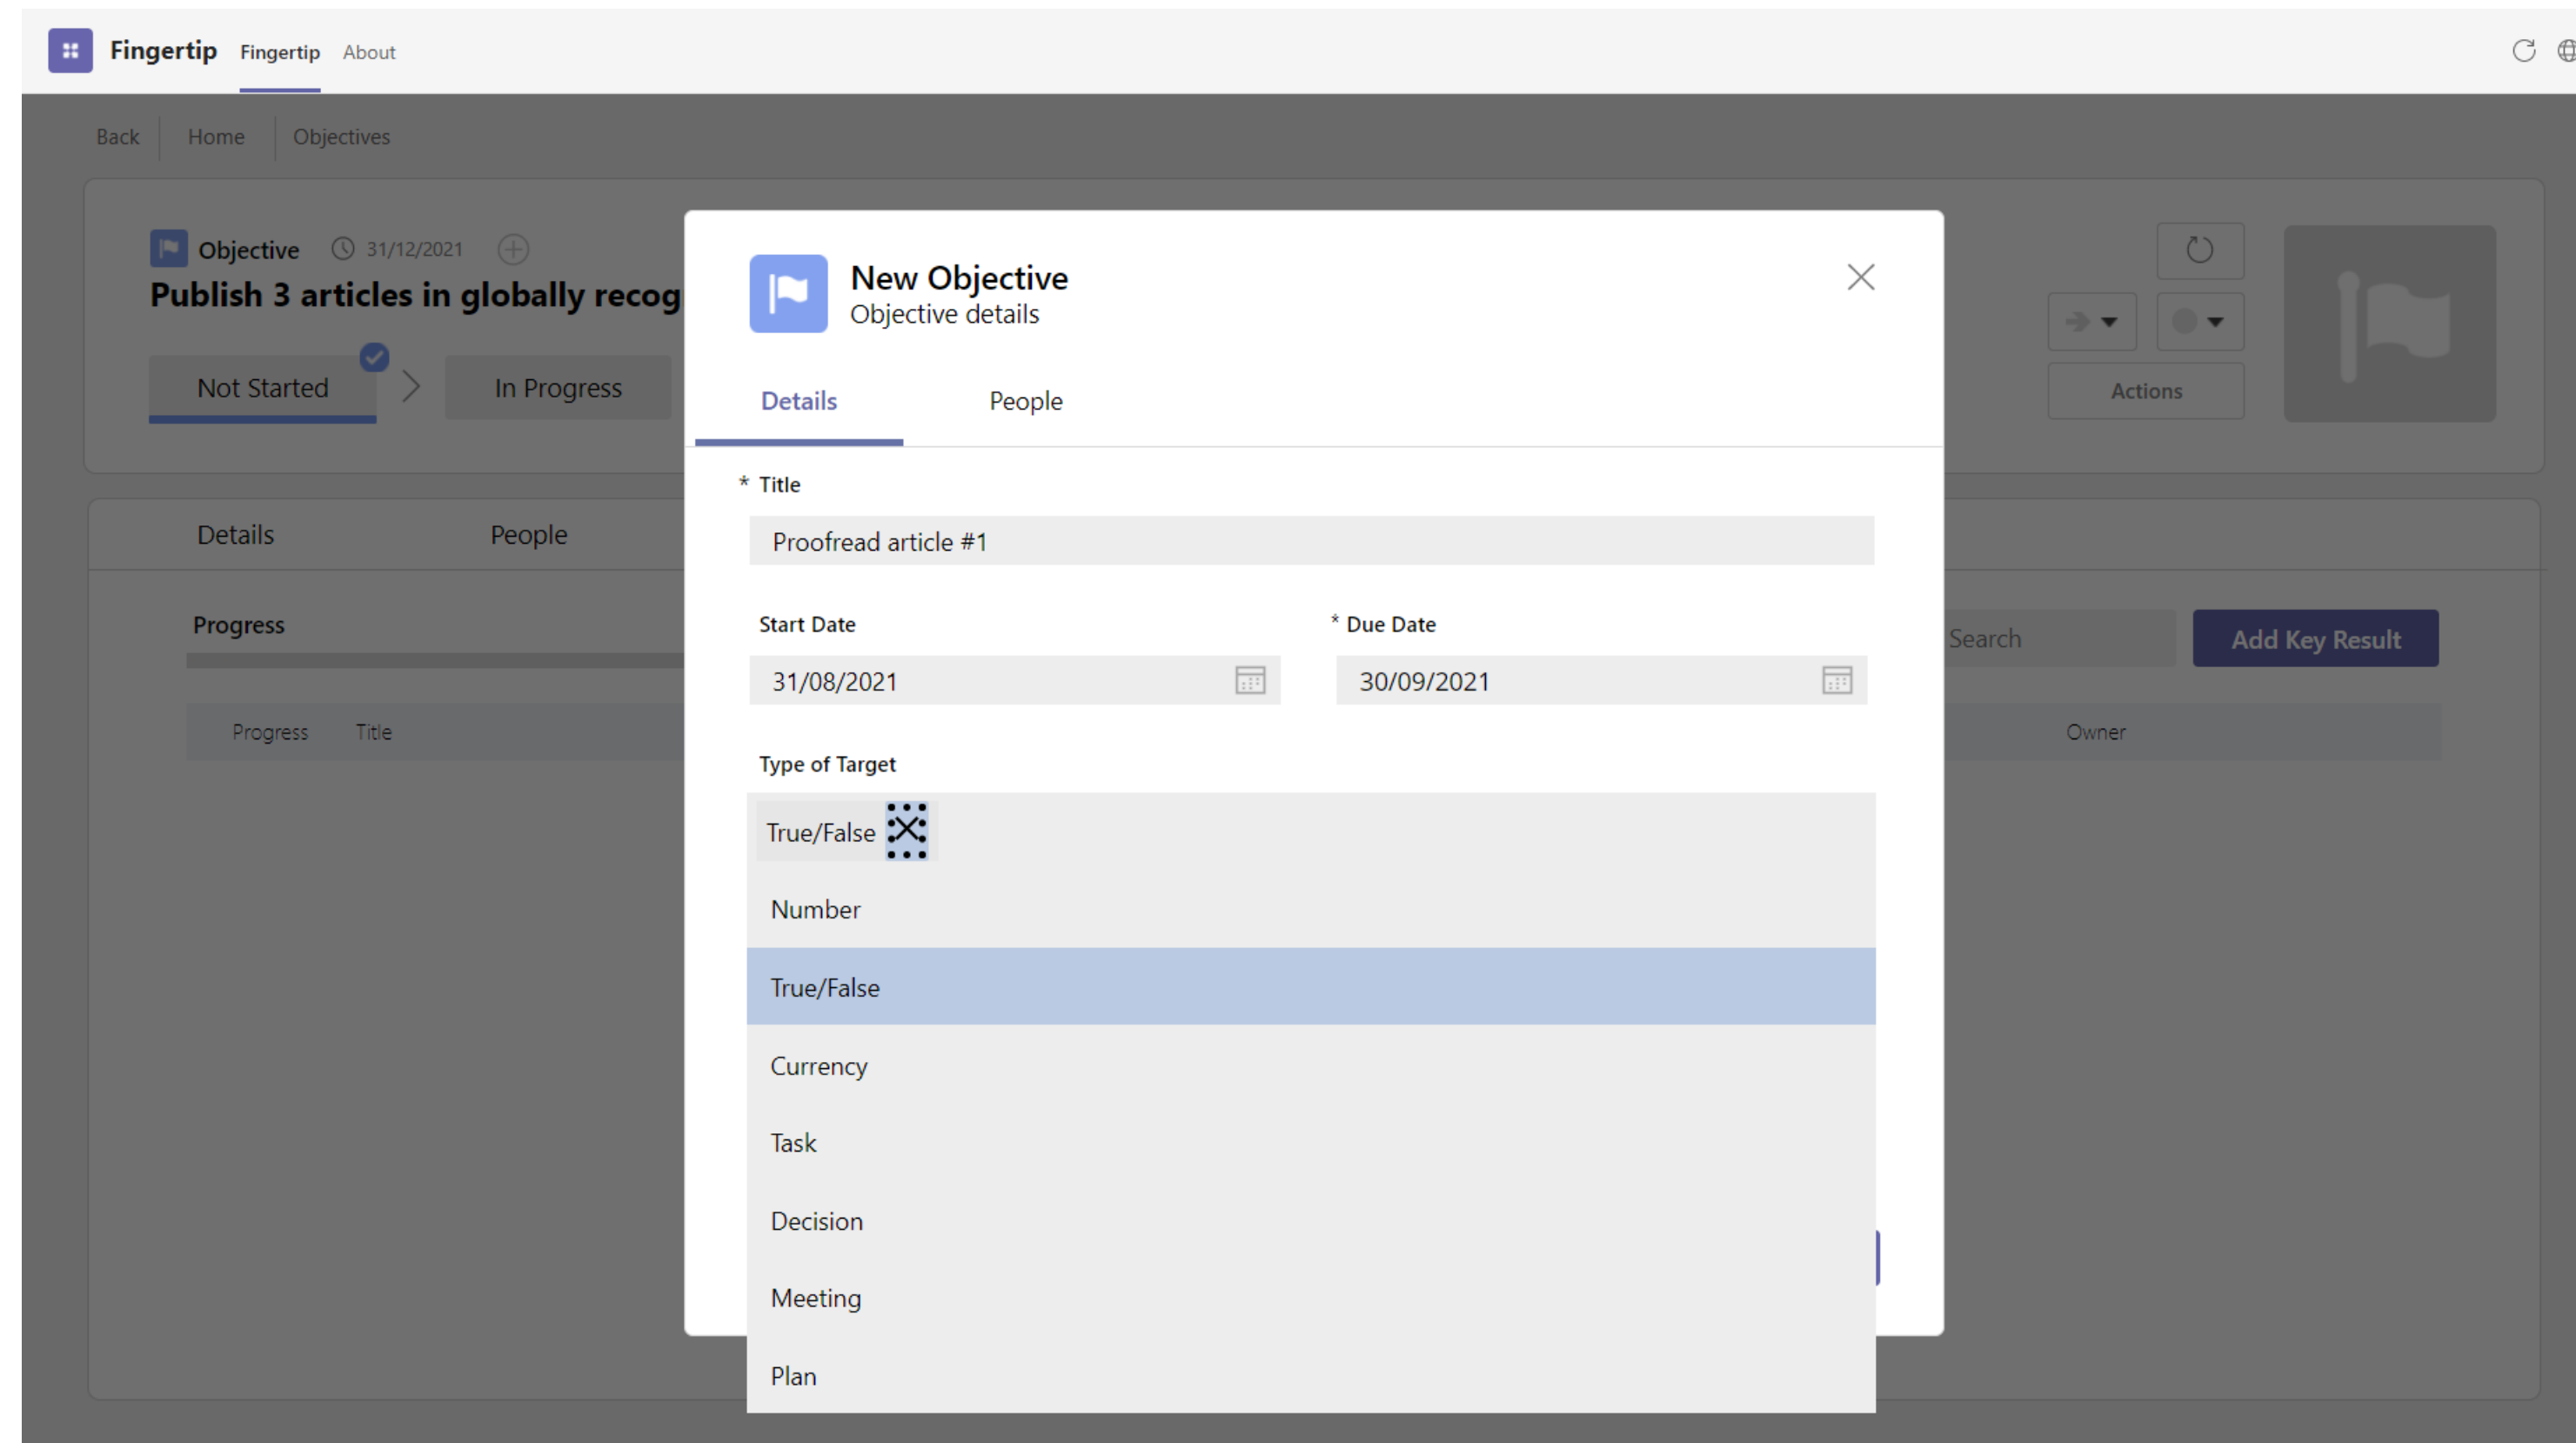 Fingertip Fingertip About
Back Home Objectives
Objective 31/12/2021
Publish 3 articles in globally recog
Not Started In Progress
Actions
Details People
Progress
Search Add Key Result
Progress Title Owner
New Objective
Objective details
Details People
* Title
Proofread article #1
Start Date * Due Date
31/08/2021 30/09/2021
Type of Target
True/False
Number
True/False
Currency
Task
Decision
Meeting
Plan